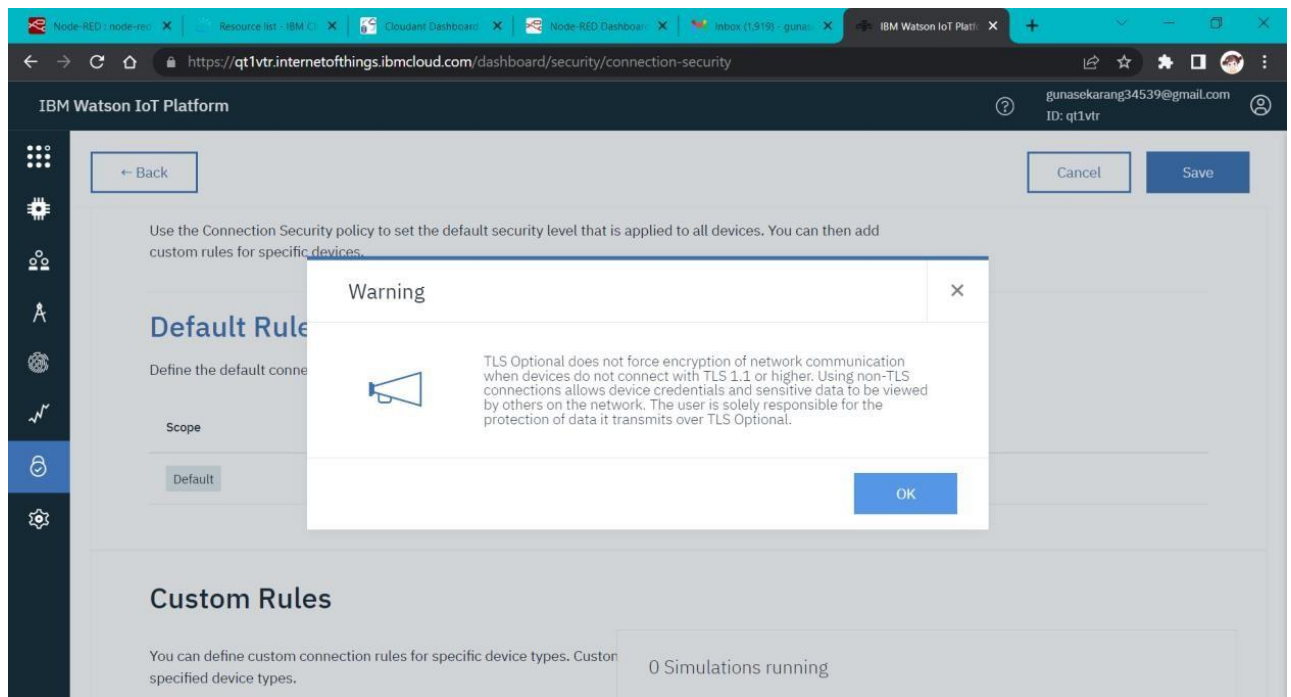 Node-RED : node-red
Resource list - IBM Cl
Cloudant Dashboard
Node-RED Dashboard
Inbox (1,919) - gunas
IBM Watson IoT Platfo
https://qt1vtr.internetofthings.ibmcloud.com/dashboard/security/connection-security
IBM Watson IoT Platform
gunasekarang34539@gmail.com
ID: qt1vtr
← Back
Cancel
Save
Use the Connection Security policy to set the default security level that is applied to all devices. You can then add
custom rules for specific devices.
Warning
Default Rule
TLS Optional does not force encryption of network communication
when devices do not connect with TLS 1.1 or higher. Using non-TLS
connections allows device credentials and sensitive data to be viewed
by others on the network. The user is solely responsible for the
protection of data it transmits over TLS Optional.
Define the default conne
Scope
Default
OK
Custom Rules
You can define custom connection rules for specific device types. Custon
specified device types.
0 Simulations running